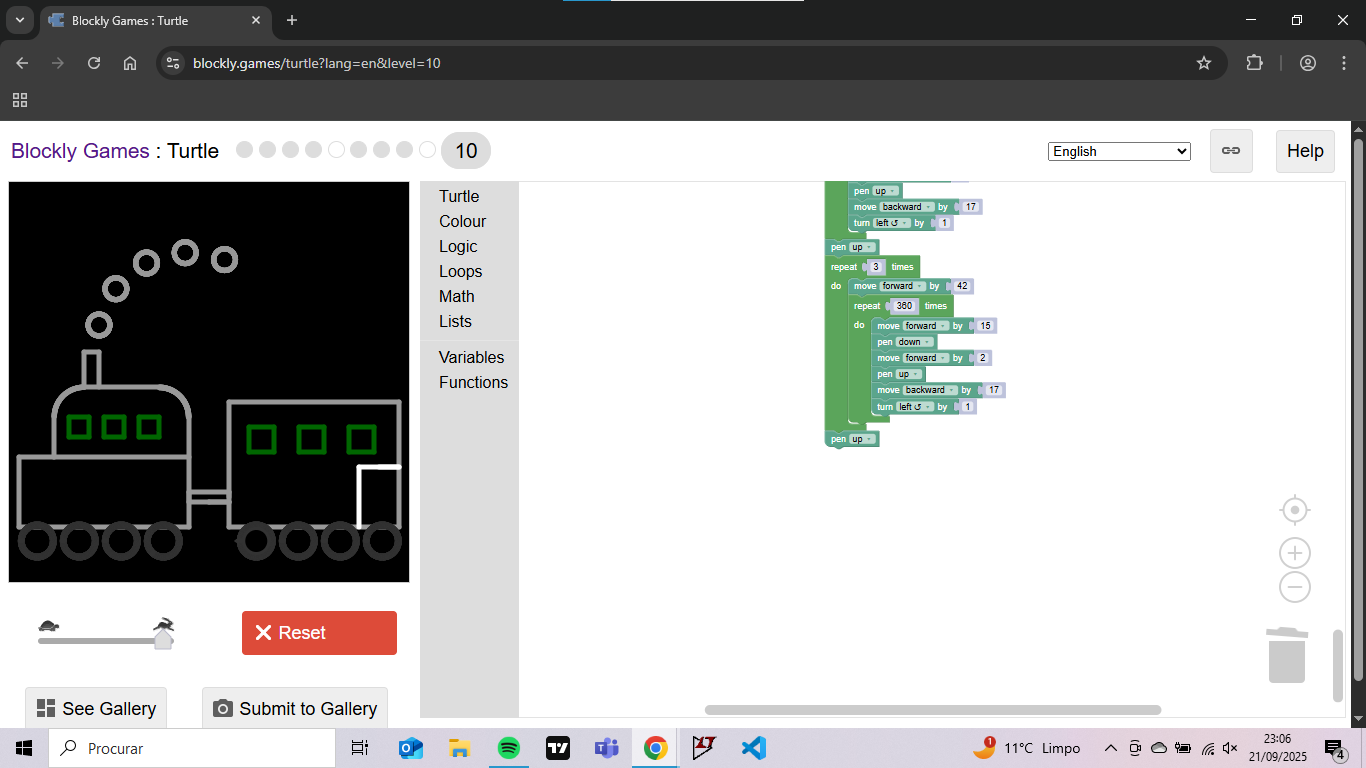 Blockly Games : Turtle
blockly.games/turtle?lang=en&level=10
Blockly Games : Turtle
10
English
Help
Turtle
Colour
Logic
Loops
Math
Lists
Variables
Functions
pen up
move backward by 17
turn left ↺ by 1
pen up
repeat 3 times
do move forward by 42
repeat 360 times
do move forward by 15
pen down
move forward by 2
pen up
move backward by 17
turn left ↺ by 1
pen up
Reset
See Gallery
Submit to Gallery
Procurar
11°C Limpo
23:06
21/09/2025
1
4